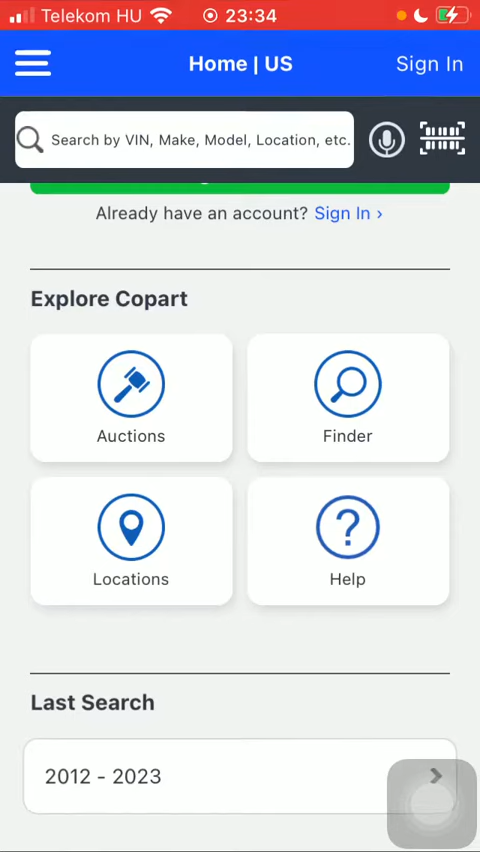 Telekom HU 23:34
Home | US Sign In
Search by VIN, Make, Model, Location, etc.
Already have an account? Sign In ›
Explore Copart
Auctions Finder
Locations Help
Last Search
2012 - 2023